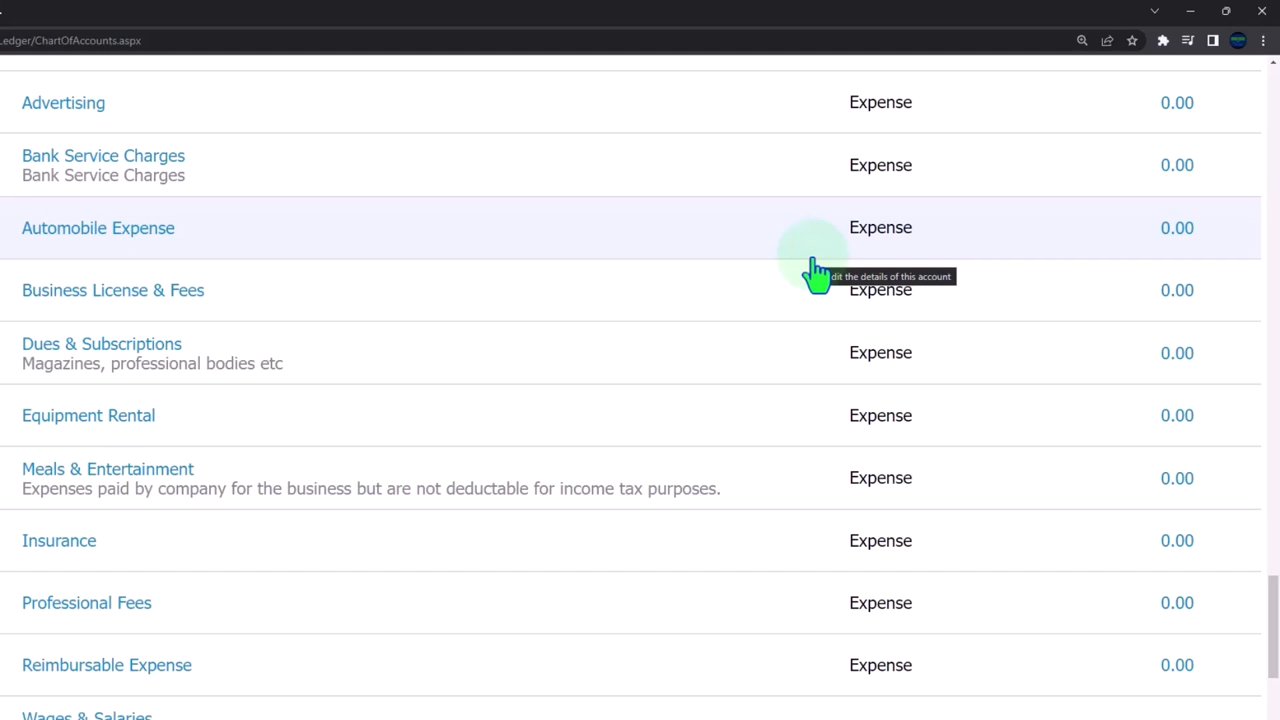 Ledger/ChartOfAccounts.aspx
Advertising Expense 0.00
Bank Service Charges
Bank Service Charges
Expense 0.00
Automobile Expense Expense 0.00
dit the details of this account
Business License & Fees Expense 0.00
Dues & Subscriptions
Magazines, professional bodies etc
Expense 0.00
Equipment Rental Expense 0.00
Meals & Entertainment
Expenses paid by company for the business but are not deductable for income tax purposes.
Expense 0.00
Insurance Expense 0.00
Professional Fees Expense 0.00
Reimbursable Expense Expense 0.00
Wages & Salaries